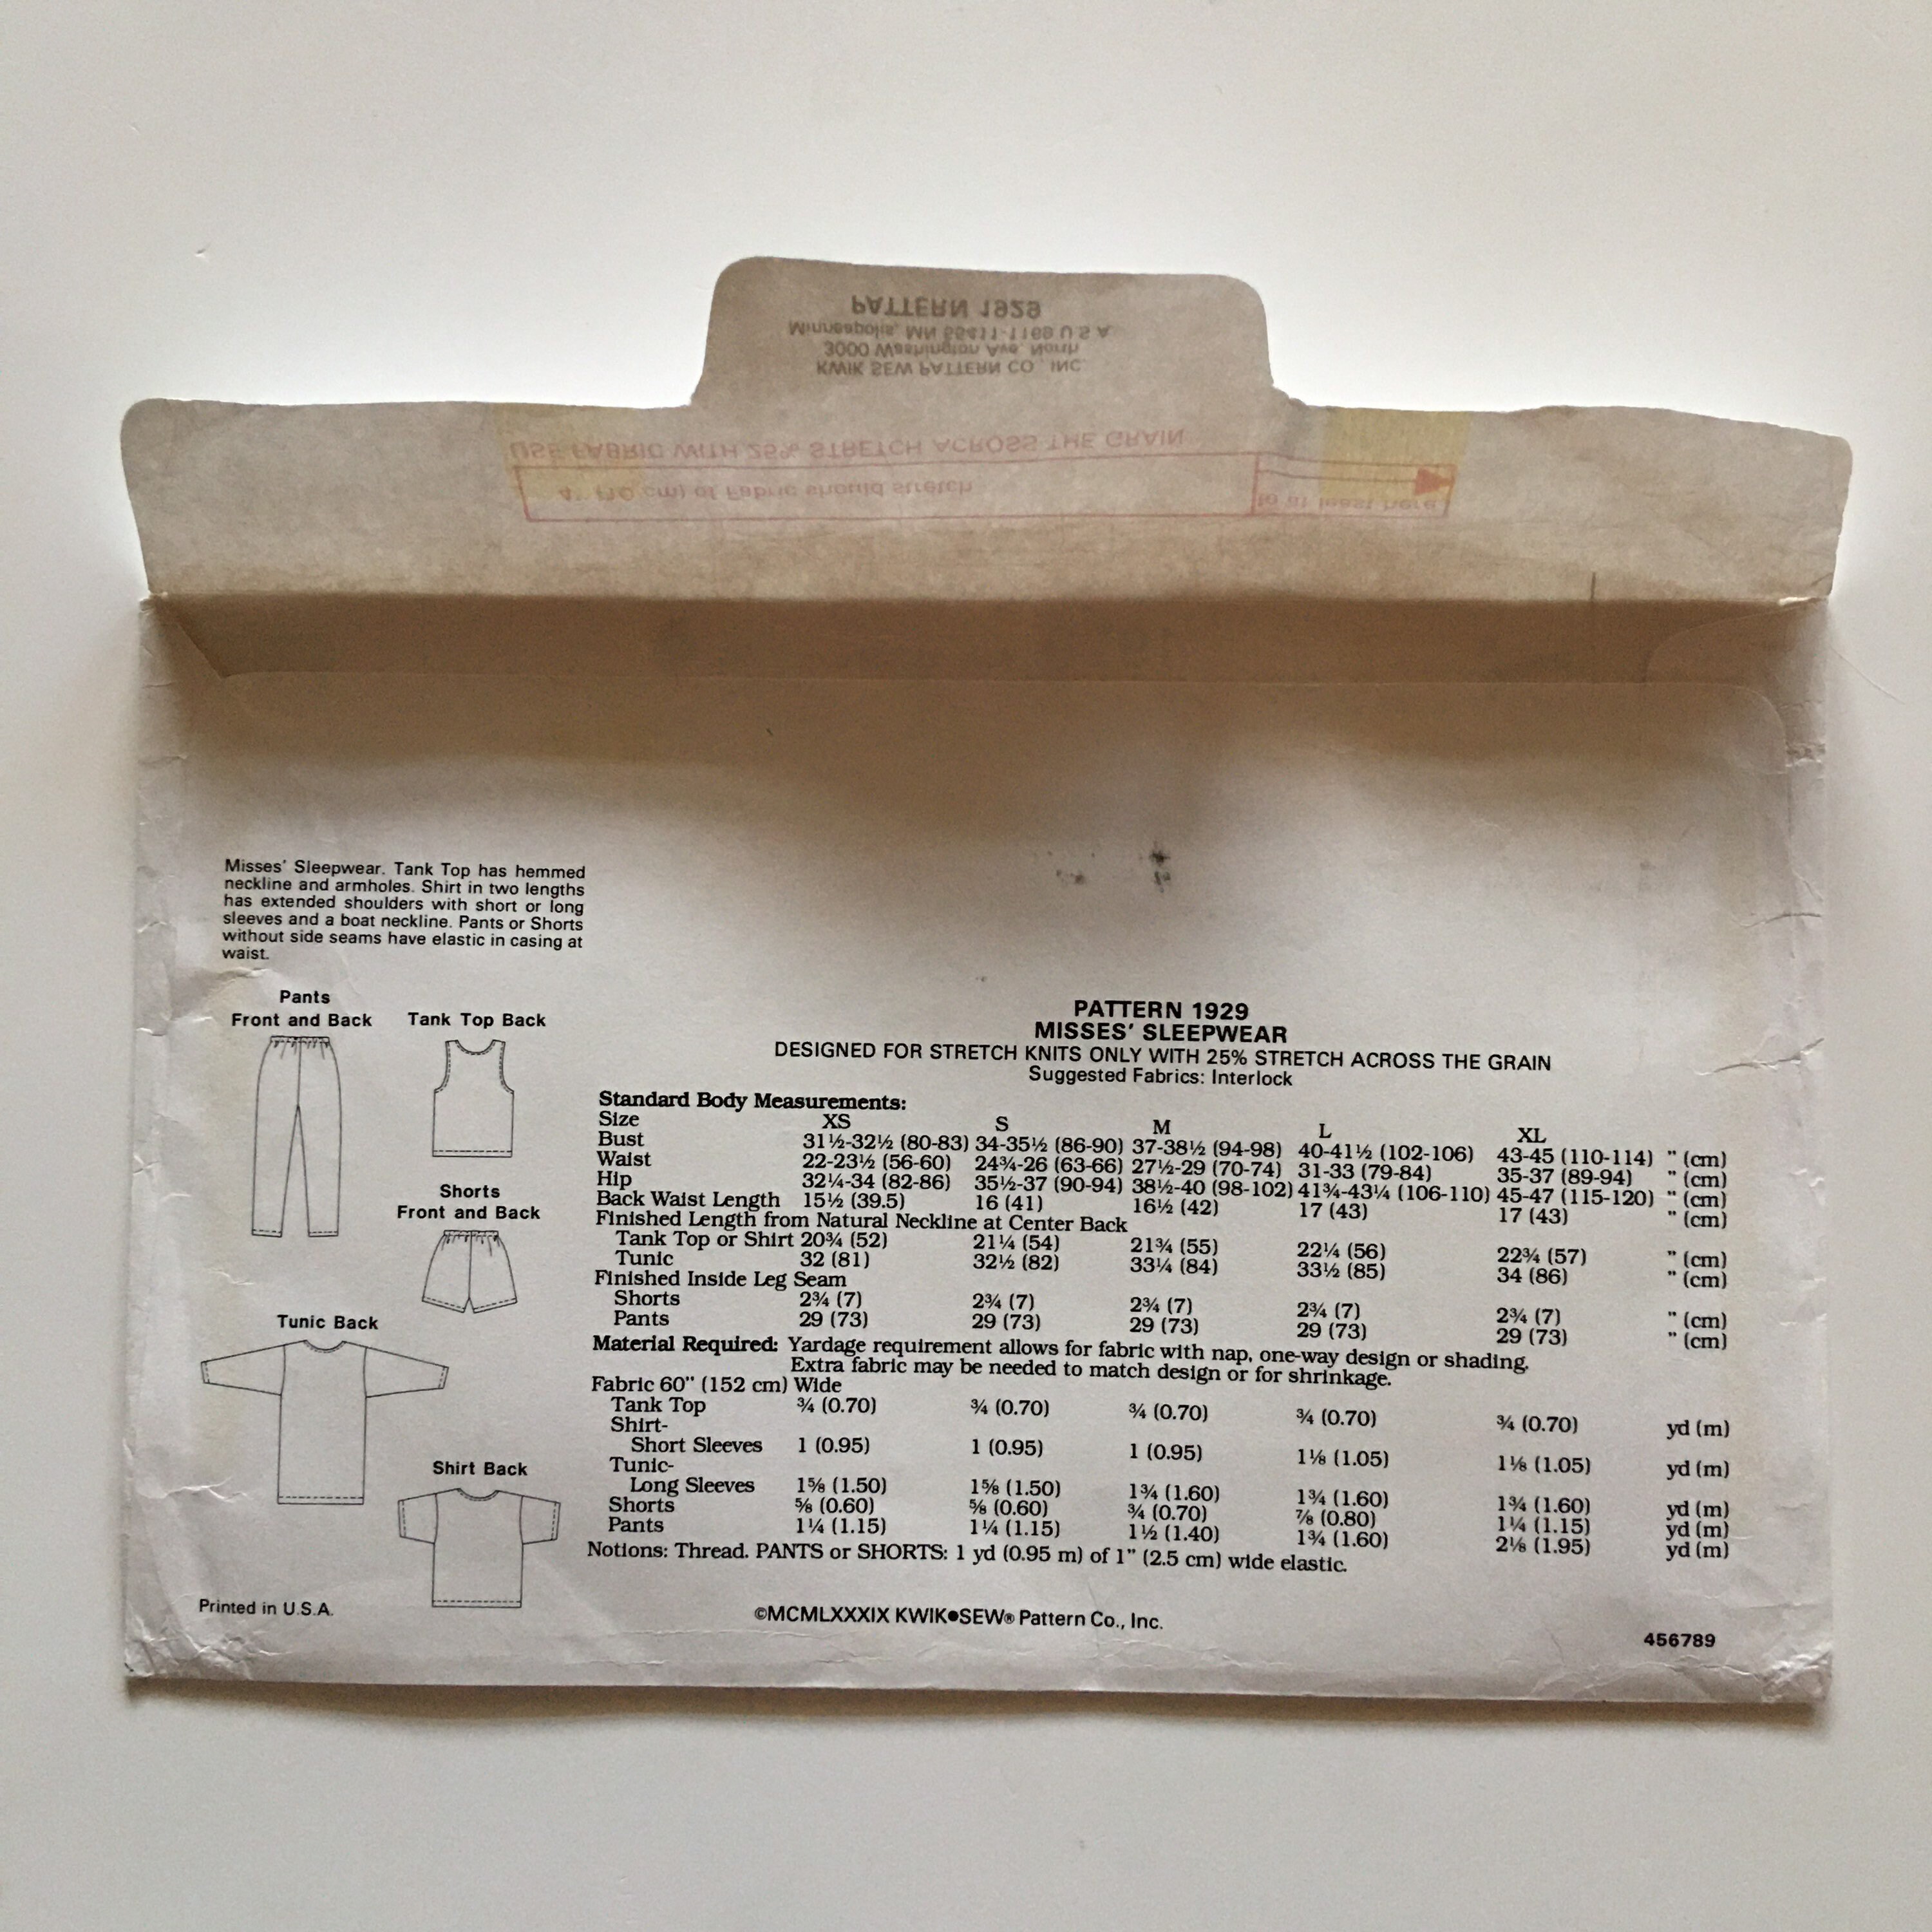 PATTERN 1929
Minneapolis, MN 55411-1169 U S A
3000 Washington Ave. North
KWIK SEW PATTERN CO., INC.
USE FABRIC WITH 25% STRETCH ACROSS THE GRAIN
4" (10 cm) of Fabric should stretch
to at least here
Misses' Sleepwear. Tank Top has hemmed
neckline and armholes. Shirt in two lengths
has extended shoulders with short or long
sleeves and a boat neckline. Pants or Shorts
without side seams have elastic in casing at
waist.
Pants
Front and Back
Tank Top Back
Shorts
Front and Back
Tunic Back
Shirt Back
Printed in U.S.A.
PATTERN 1929
MISSES' SLEEPWEAR
DESIGNED FOR STRETCH KNITS ONLY WITH 25% STRETCH ACROSS THE GRAIN
Suggested Fabrics: Interlock
Standard Body Measurements:
Size XS S M L XL
Bust 31½-32½ (80-83) 34-35½ (86-90) 37-38½ (94-98) 40-41½ (102-106) 43-45 (110-114) " (cm)
Waist 22-23½ (56-60) 24¾-26 (63-66) 27½-29 (70-74) 31-33 (79-84) 35-37 (89-94) " (cm)
Hip 32¼-34 (82-86) 35½-37 (90-94) 38½-40 (98-102) 41¾-43¼ (106-110) 45-47 (115-120) " (cm)
Back Waist Length 15½ (39.5) 16 (41) 16½ (42) 17 (43) 17 (43) " (cm)
Finished Length from Natural Neckline at Center Back
Tank Top or Shirt 20¾ (52) 21¼ (54) 21¾ (55) 22¼ (56) 22¾ (57) " (cm)
Tunic 32 (81) 32½ (82) 33¼ (84) 33½ (85) 34 (86) " (cm)
Finished Inside Leg Seam
Shorts 2¾ (7) 2¾ (7) 2¾ (7) 2¾ (7) 2¾ (7) " (cm)
Pants 29 (73) 29 (73) 29 (73) 29 (73) 29 (73) " (cm)
Material Required: Yardage requirement allows for fabric with nap, one-way design or shading.
Extra fabric may be needed to match design or for shrinkage.
Fabric 60" (152 cm) Wide
Tank Top ¾ (0.70) ¾ (0.70) ¾ (0.70) ¾ (0.70) ¾ (0.70) yd (m)
Shirt-
Short Sleeves 1 (0.95) 1 (0.95) 1 (0.95) 1⅛ (1.05) 1⅛ (1.05) yd (m)
Tunic-
Long Sleeves 1⅝ (1.50) 1⅝ (1.50) 1¾ (1.60) 1¾ (1.60) 1¾ (1.60) yd (m)
Shorts ⅝ (0.60) ⅝ (0.60) ¾ (0.70) ⅞ (0.80) 1¼ (1.15) yd (m)
Pants 1¼ (1.15) 1¼ (1.15) 1½ (1.40) 1¾ (1.60) 2⅛ (1.95) yd (m)
Notions: Thread. PANTS or SHORTS: 1 yd (0.95 m) of 1" (2.5 cm) wide elastic.
©MCMLXXXIX KWIK•SEW® Pattern Co., Inc.
456789